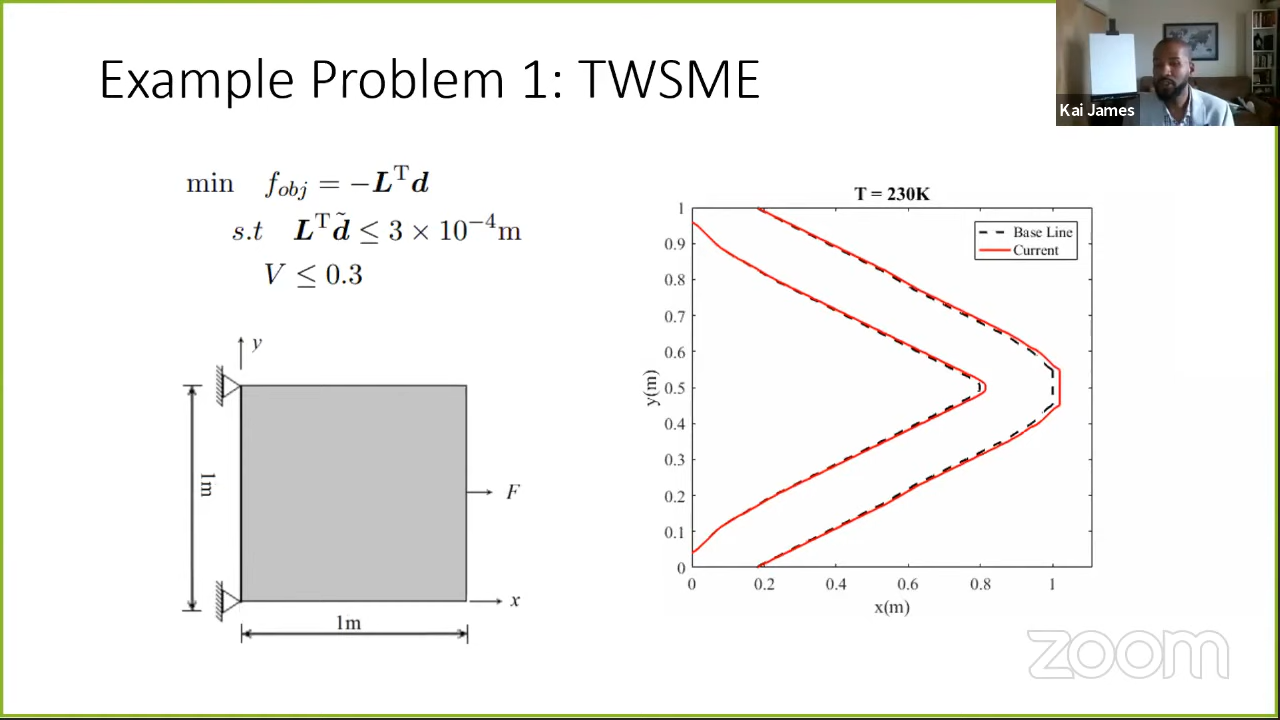 Example Problem 1: TWSME
Kai James
min f_obj = −L^T d
s.t L^T d̃ ≤ 3 × 10^−4 m
V ≤ 0.3
y
1m
F
x
1m
T = 230K
Base Line
Current
1
0.9
0.8
0.7
0.6
0.5
0.4
0.3
0.2
0.1
0
y(m)
0 0.2 0.4 0.6 0.8 1
x(m)
zoom